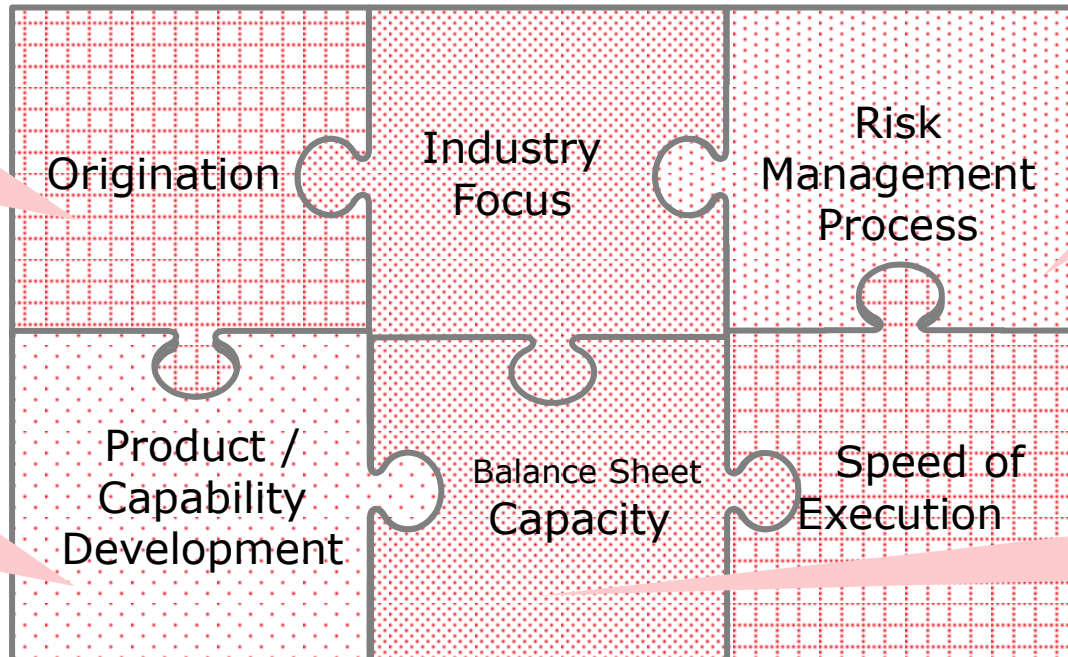 Origination
Industry
Focus
Risk
Management
Process
Product /
Capability
Development
Balance Sheet
Capacity
Speed of
Execution